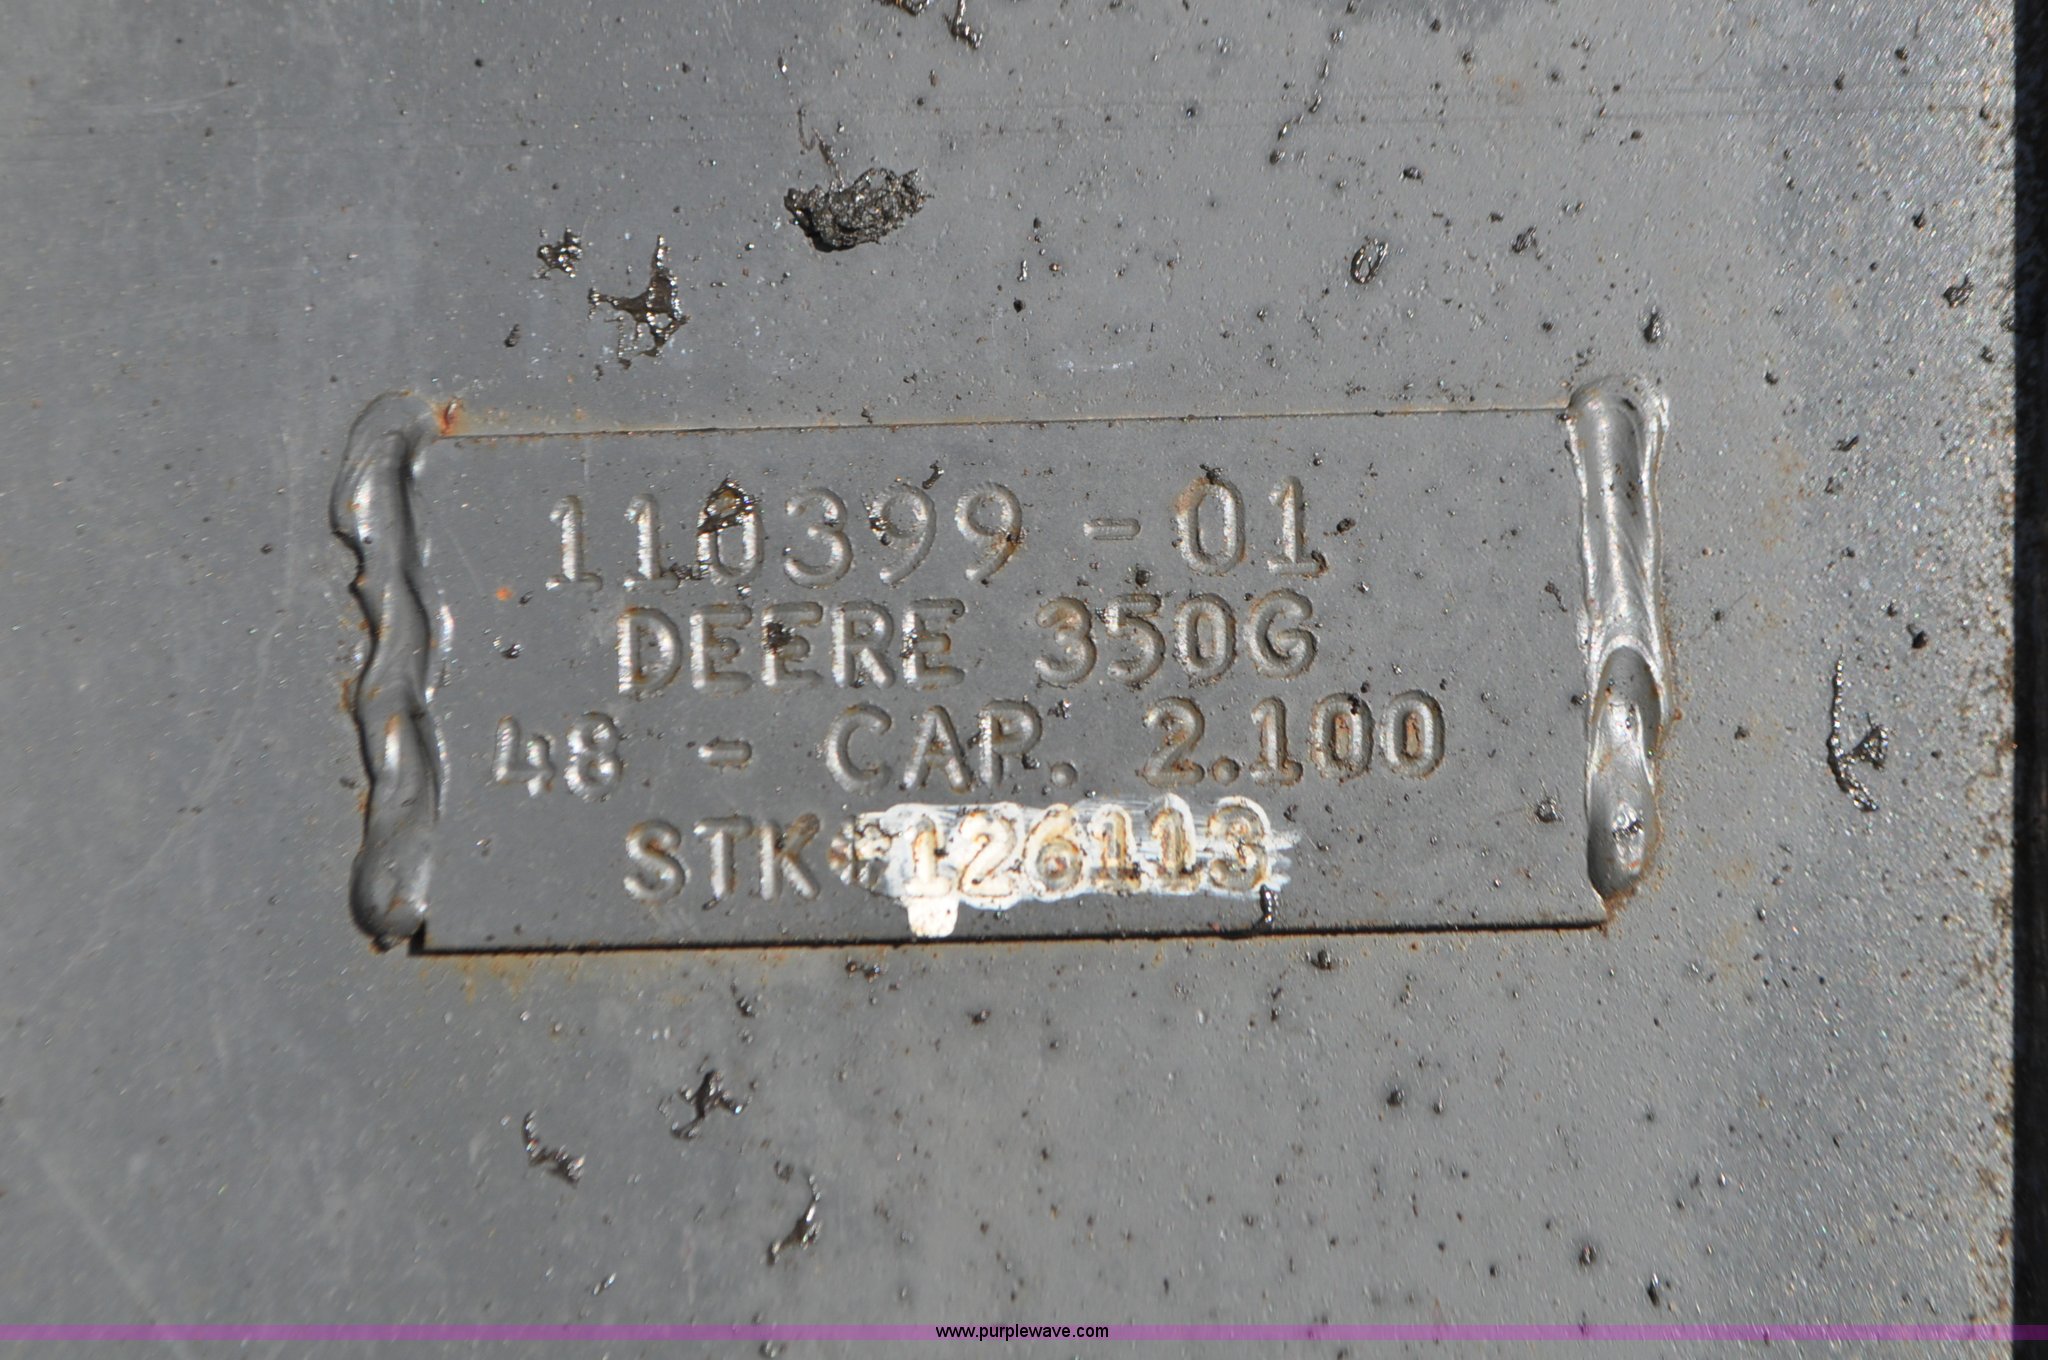 110399 - 01
DEERE 350G
48 - CAP. 2.100
STK#126113
www.purplewave.com